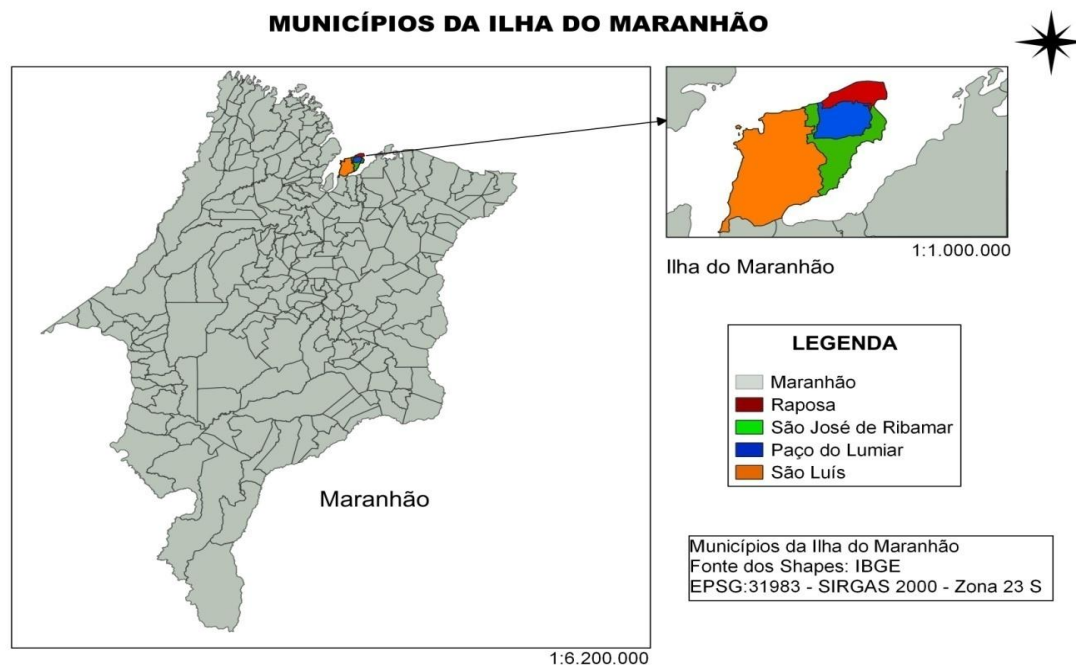 MUNICÍPIOS DA ILHA DO MARANHÃO
Maranhão
1:6.200.000
1:1.000.000
Ilha do Maranhão
LEGENDA
Maranhão
Raposa
São José de Ribamar
Paço do Lumiar
São Luís
Municípios da Ilha do Maranhão
Fonte dos Shapes: IBGE
EPSG:31983 - SIRGAS 2000 - Zona 23 S